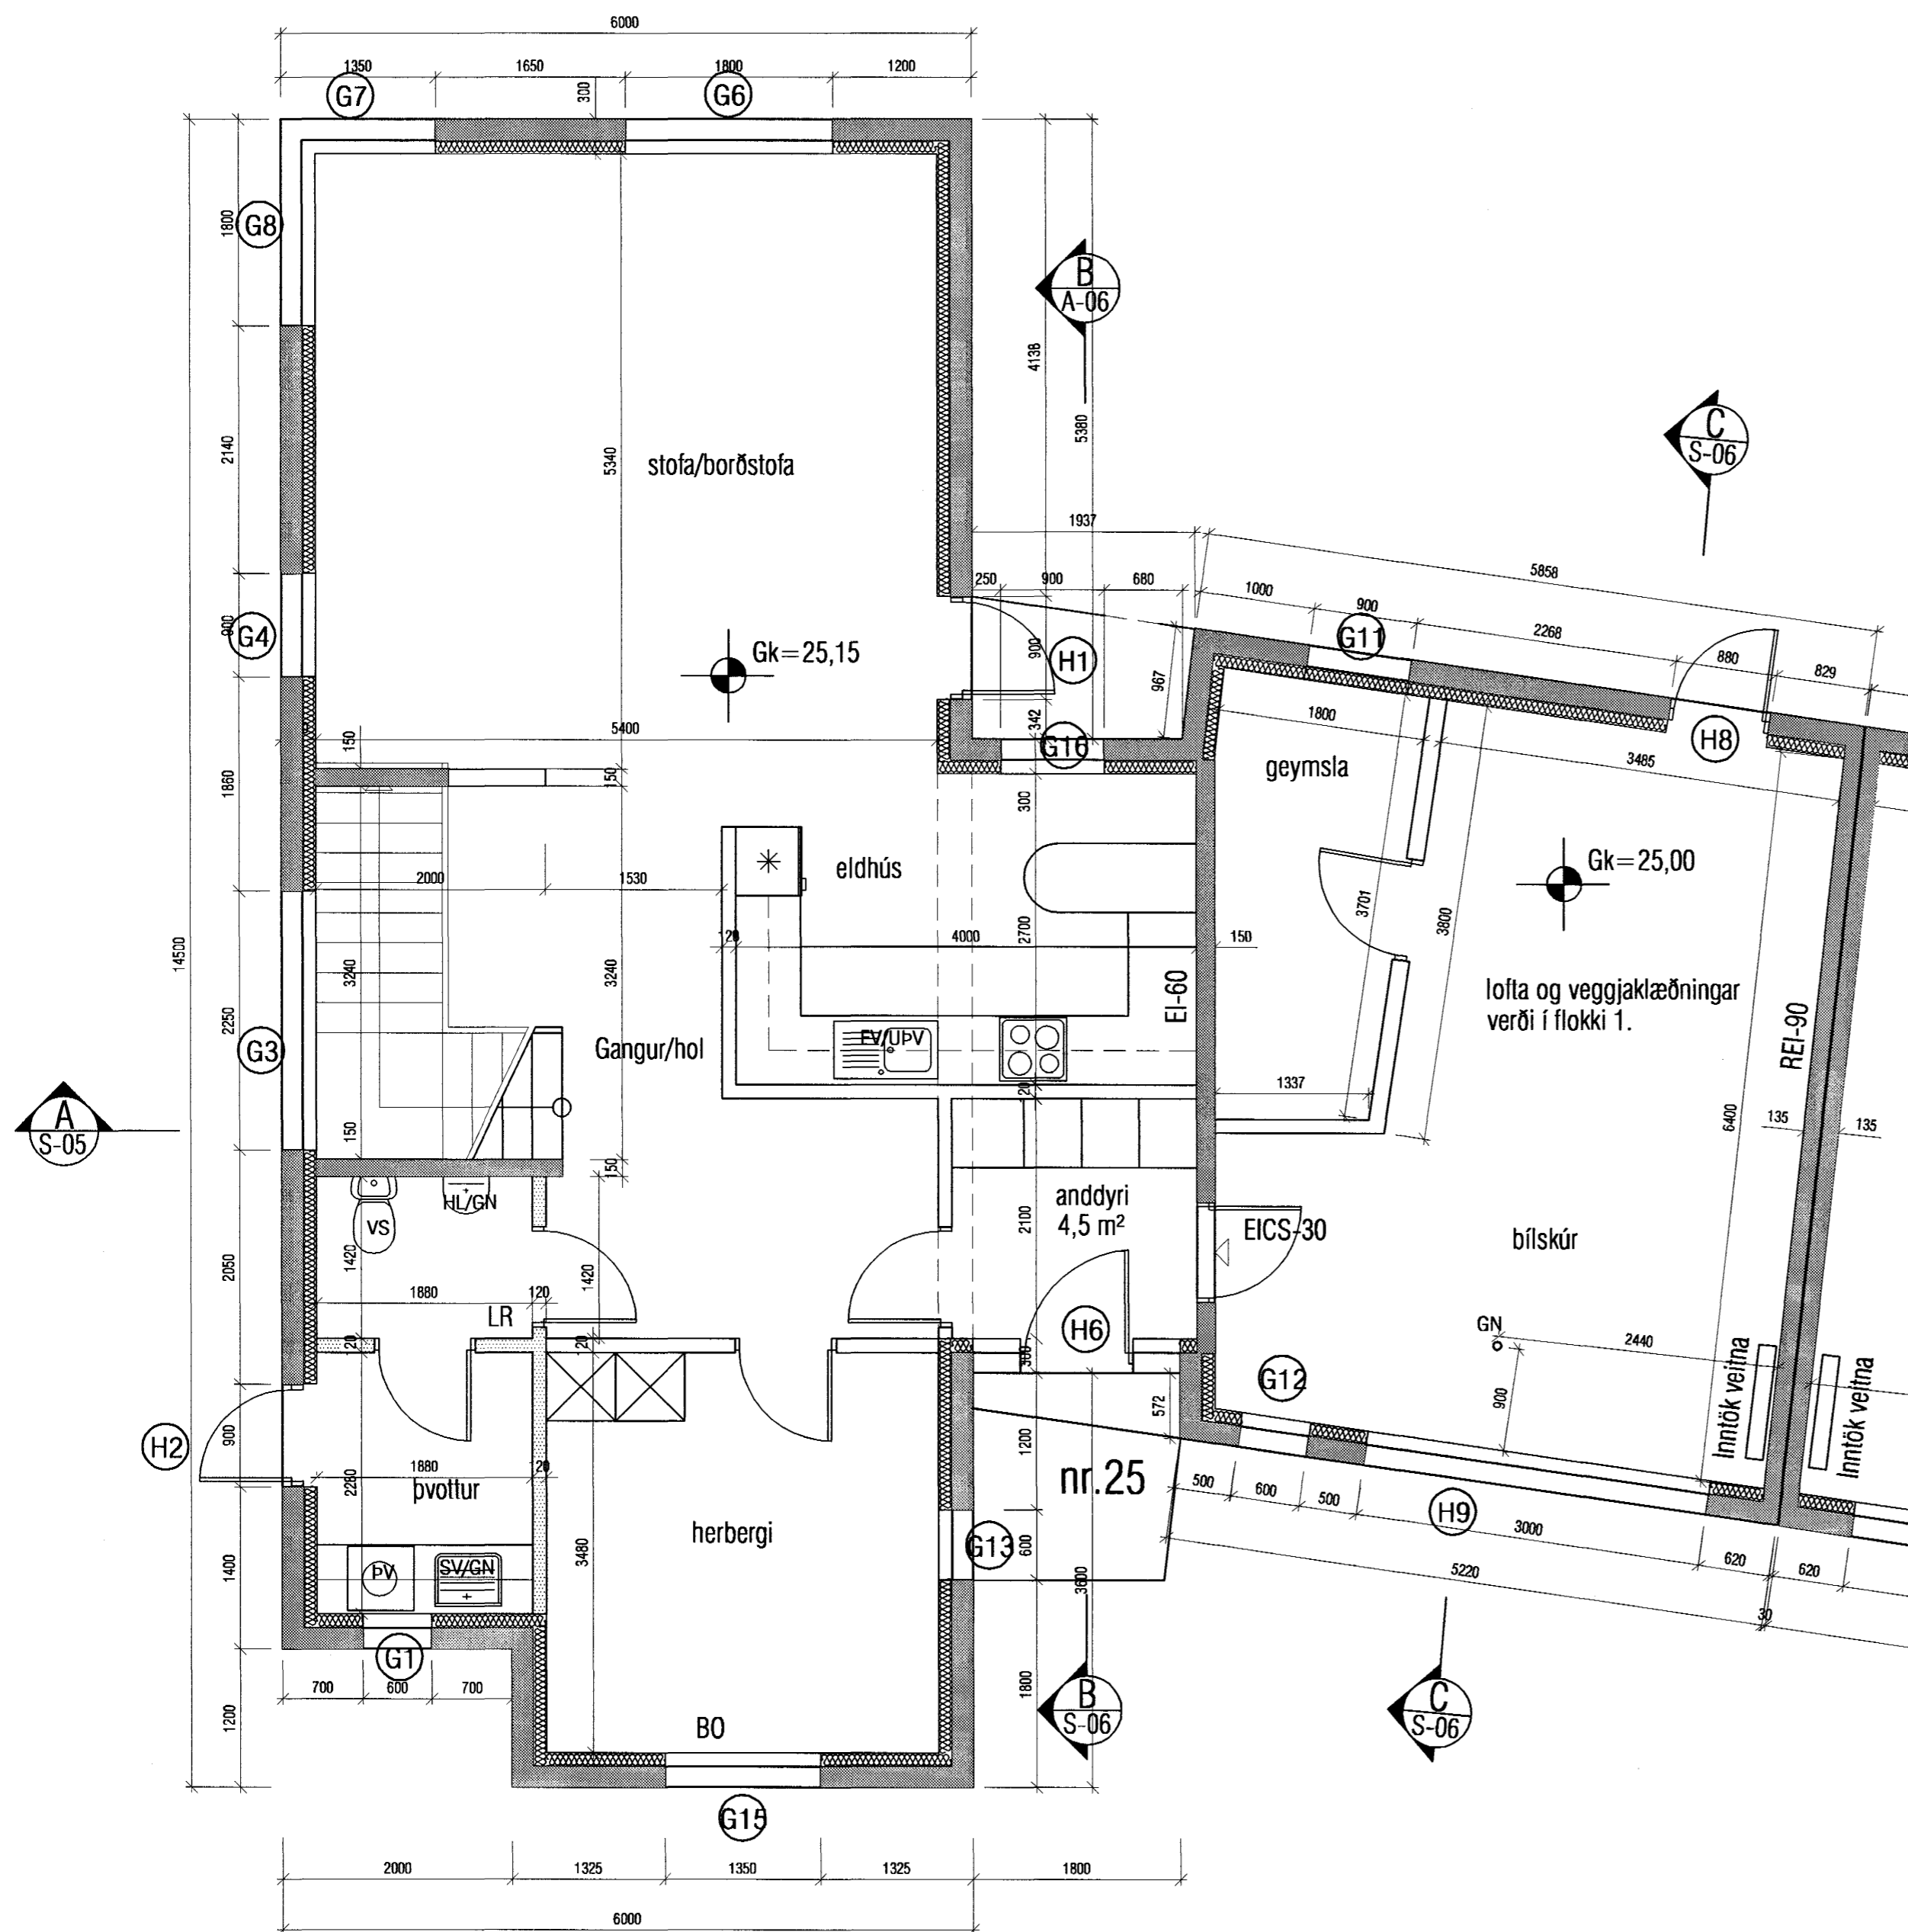 6000
1350
1650
1800
1200
G7
G6
300
G8
1800
B
A-06
4138
5380
C
S-06
2140
5340
stofa/borðstofa
1937
5858
250
900
680
1000
900
G11
2268
880
829
G4
900
Gk=25,15
900
H1
967
342
G16
1800
H8
3485
5400
150
150
geymsla
1860
300
14500
eldhús
Gk=25,00
2000
1530
3701
3800
120
4000
2700
150
3240
3240
EI-60
lofta og veggjaklæðningar
verði í flokki 1.
REI-90
2250
G3
Gangur/hol
FV/UÞV
1337
120
6400
135
135
A
S-05
150
150
HL/GN
VS
anddyri
4,5 m²
2100
EICS-30
bílskúr
2050
1420
1420
1880
120
LR
H6
GN
2440
120
120
300
G12
572
900
Inntök veitna
Inntök veitna
H2
900
1200
nr.25
1880
120
2280
þvottur
500
600
500
H9
3000
620
620
5220
30
herbergi
3480
G13
600
3600
1400
ÞV
SV/GN
G1
700
600
700
1200
BO
1800
B
S-06
C
S-06
G15
2000
1325
1350
1325
1800
6000